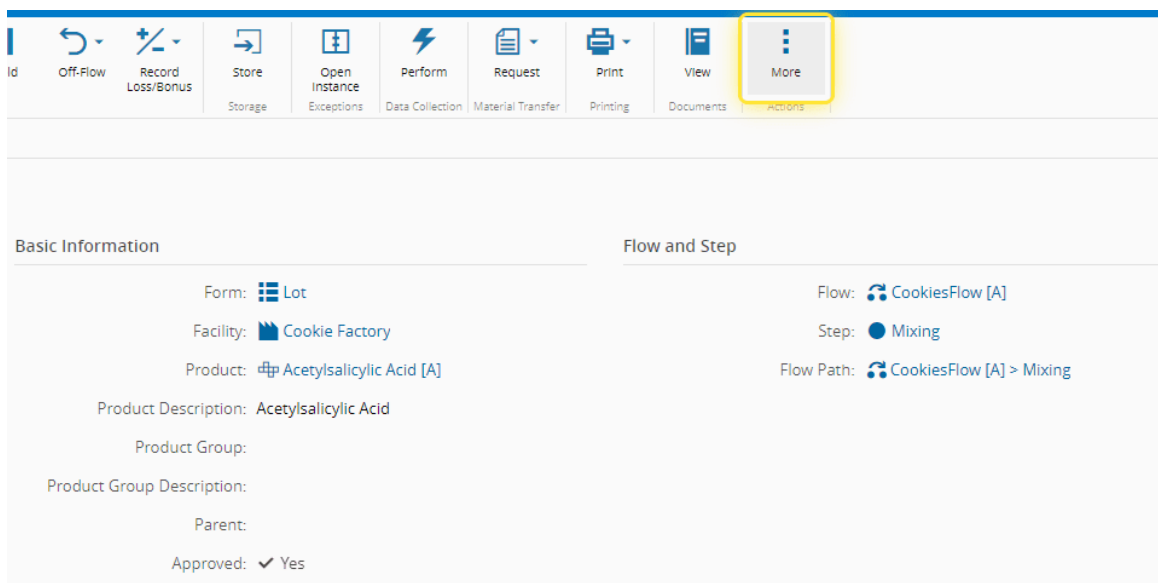 ld
Off-Flow
Record
Loss/Bonus
Store
Open
Instance
Perform
Request
Print
View
More
Storage
Exceptions
Data Collection
Material Transfer
Printing
Documents
Actions
Basic Information
Form: Lot
Facility: Cookie Factory
Product: Acetylsalicylic Acid [A]
Product Description: Acetylsalicylic Acid
Product Group:
Product Group Description:
Parent:
Approved: Yes
Flow and Step
Flow: CookiesFlow [A]
Step: Mixing
Flow Path: CookiesFlow [A] > Mixing